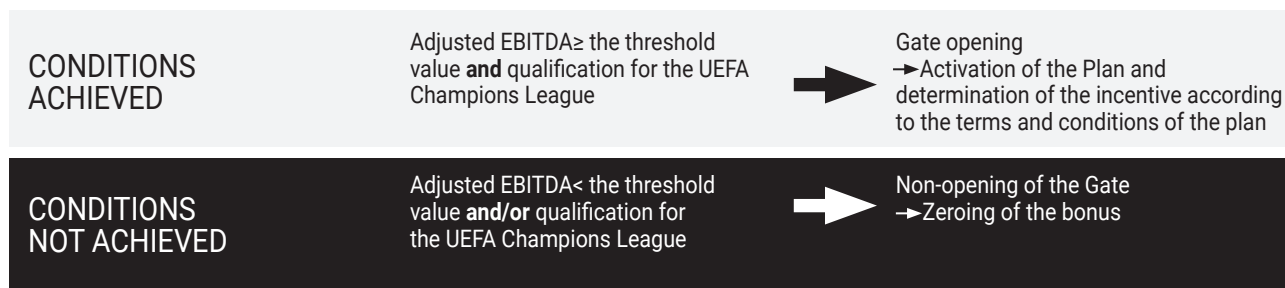 CONDITIONS
ACHIEVED
Adjusted EBITDA≥ the threshold
value and qualification for the UEFA
Champions League
Gate opening
→Activation of the Plan and
determination of the incentive according
to the terms and conditions of the plan
CONDITIONS
NOT ACHIEVED
Adjusted EBITDA< the threshold
value and/or qualification for
the UEFA Champions League
Non-opening of the Gate
→Zeroing of the bonus